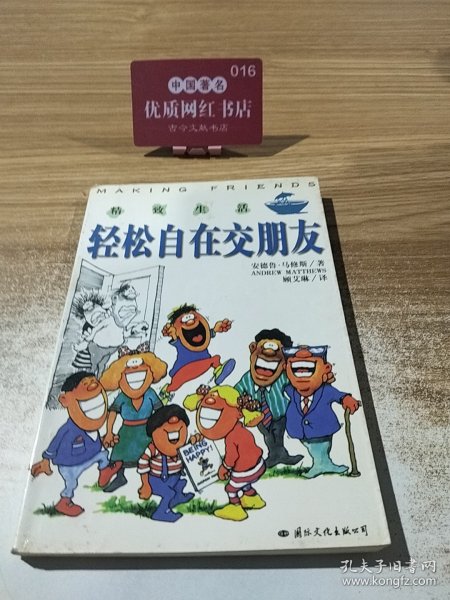 016
中国著名
优质网红书店
古今文献书店
MAKING FRIENDS
精致生活
轻松自在交朋友
安德鲁·马修斯/著
ANDREW MATTHEWS
顾艾琳/译
BEING
HAPPY!
国际文化出版公司
孔夫子旧书网
www.kongfz.com